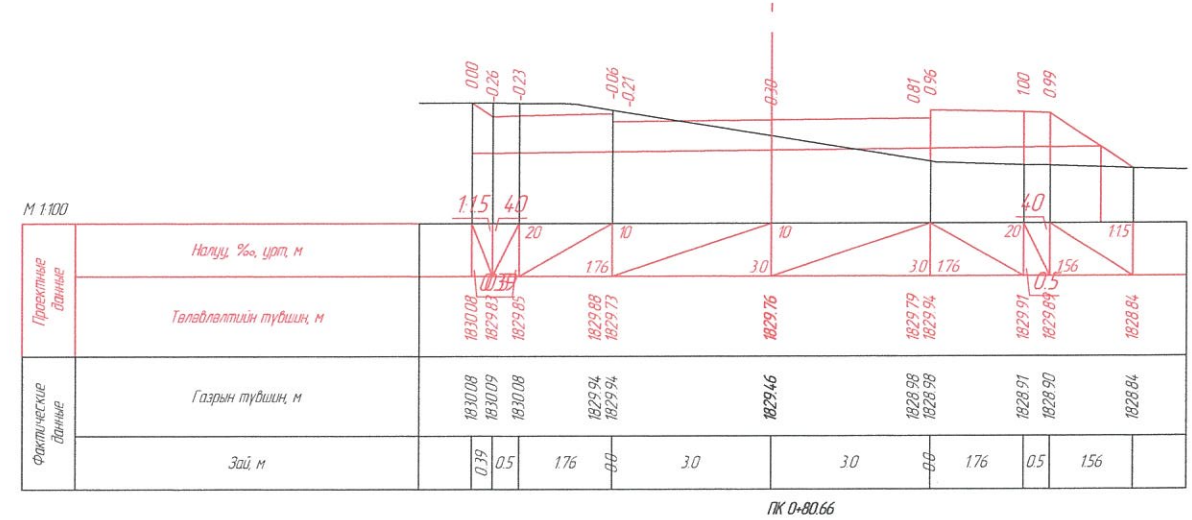 0.00 -0.26 -0.23 -0.06 -0.21 0.30 0.81 0.96 1.00 0.99
М 1:100
1:1.5 40 40
Проектные данные
Налуу, ‰, урт, м
20 10 10 20 1:1.5
1.76 3.0 3.0 1.76 0.5 1.56
Төлөвлөлтийн түвшин, м
1830.08 1829.83 1829.85 1829.88 1829.73 1829.76 1829.79 1829.94 1829.91 1829.89 1828.84
Фактические данные
Газрын түвшин, м
1830.08 1830.09 1830.08 1829.94 1829.94 1829.46 1828.98 1828.98 1828.91 1828.90 1828.84
Зай, м
0.39 0.5 1.76 0.0 3.0 3.0 0.0 1.76 0.5 1.56
ПК 0+80.66